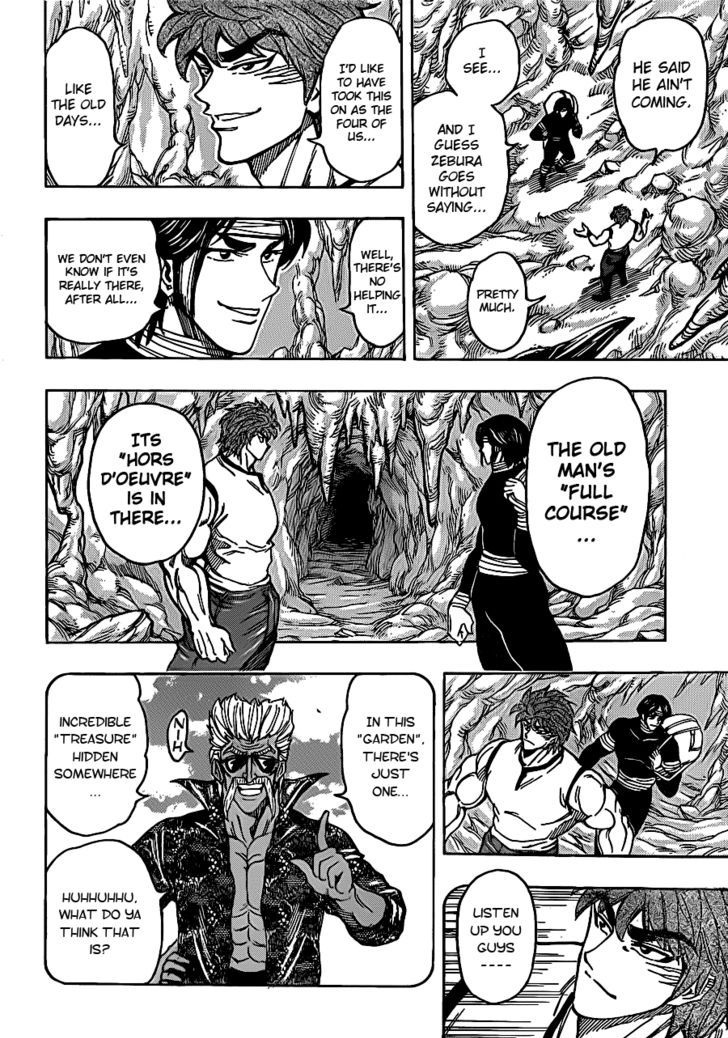 HE SAID
HE AIN'T
COMING.
I
SEE...
AND I
GUESS
ZEBURA
GOES
WITHOUT
SAYING...
PRETTY
MUCH.
I'D LIKE
TO HAVE
TOOK THIS
ON AS THE
FOUR OF
US...
LIKE
THE OLD
DAYS...
WELL,
THERE'S
NO
HELPING
IT...
WE DON'T EVEN
KNOW IF IT'S
REALLY THERE,
AFTER ALL...
THE OLD
MAN'S
"FULL
COURSE"
...
ITS
"HORS
D'OEUVRE"
IS IN
THERE...
LISTEN
UP YOU
GUYS
----
IN THIS
"GARDEN",
THERE'S
JUST
ONE...
NIH
INCREDIBLE
"TREASURE"
HIDDEN
SOMEWHERE
...
HUHHUHHU,
WHAT DO YA
THINK THAT
IS?